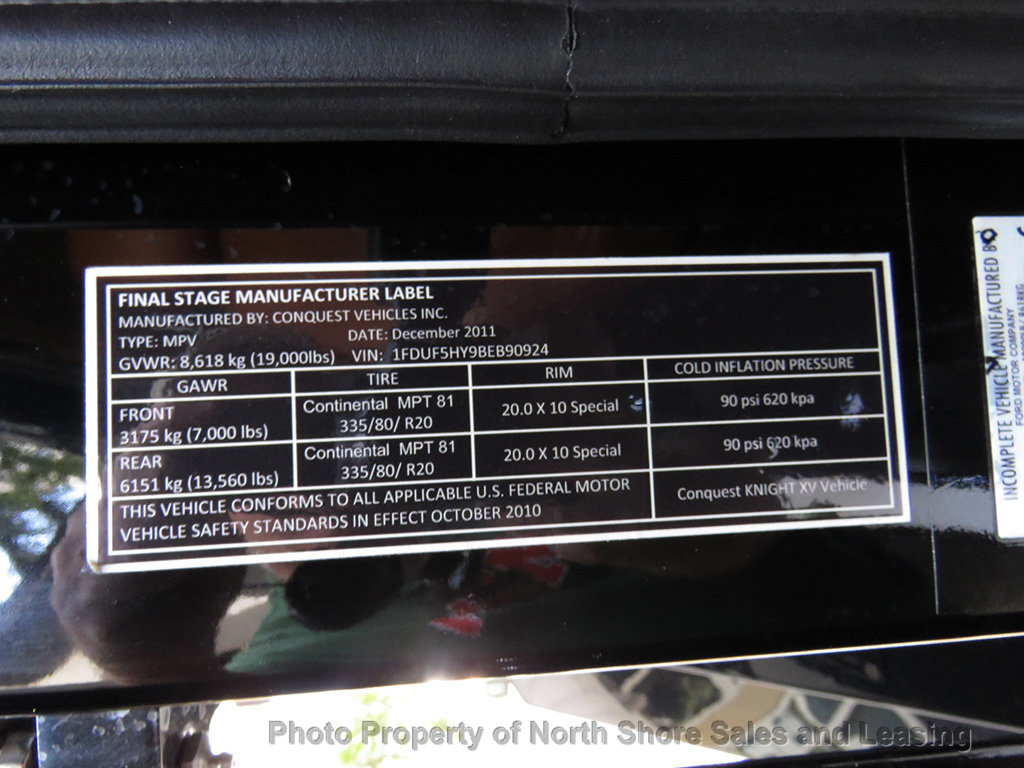 FINAL STAGE MANUFACTURER LABEL
MANUFACTURED BY: CONQUEST VEHICLES INC.
TYPE: MPV DATE: December 2011
GVWR: 8,618 kg (19,000lbs) VIN: 1FDUF5HY9BEB90924
GAWR TIRE RIM COLD INFLATION PRESSURE
FRONT
3175 kg (7,000 lbs)
Continental MPT 81
335/80/ R20
20.0 X 10 Special
90 psi 620 kpa
REAR
6151 kg (13,560 lbs)
Continental MPT 81
335/80/ R20
20.0 X 10 Special
90 psi 620 kpa
THIS VEHICLE CONFORMS TO ALL APPLICABLE U.S. FEDERAL MOTOR
VEHICLE SAFETY STANDARDS IN EFFECT OCTOBER 2010
Conquest KNIGHT XV Vehicle
INCOMPLETE VEHICLE MANUFACTURED
FORD MOTOR COMPANY
Photo Property of North Shore Sales and Leasing